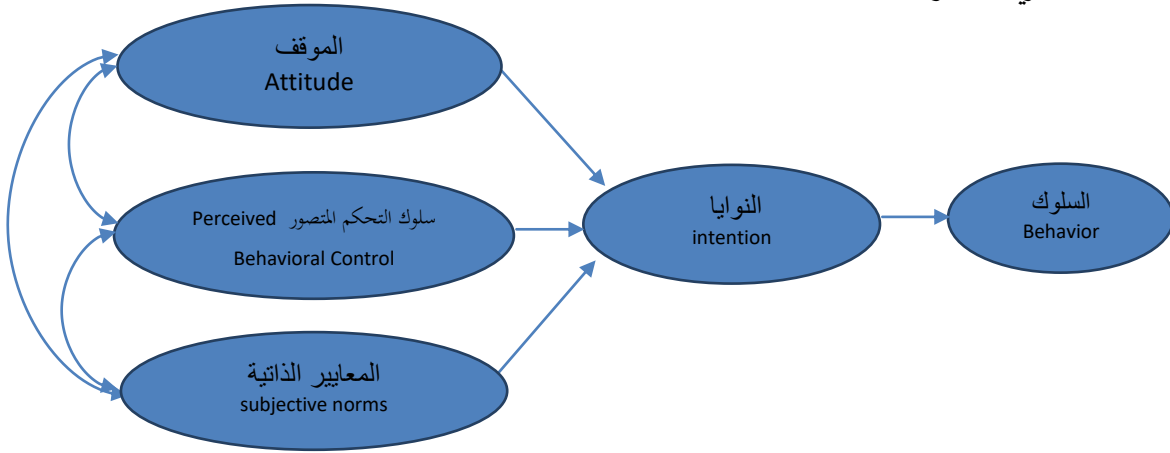 الموقف
Attitude
سلوك التحكم المتصور Perceived
Behavioral Control
المعايير الذاتية
subjective norms
النوايا
intention
السلوك
Behavior